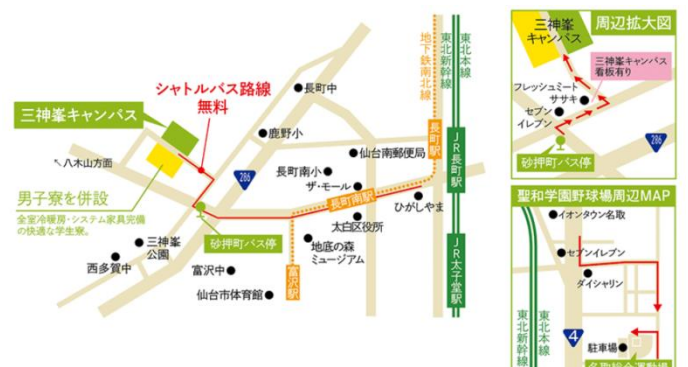 三神峯キャンパス
シャトルバス路線
無料
↖八木山方面
男子寮を併設
全室冷暖房・システム家具完備
の快適な学生寮。
長町中
鹿野小
286
仙台南郵便局
長町南小
ザ・モール
長町南駅
太白区役所
ひがしやま
地底の森
ミュージアム
砂押町バス停
三神峯
公園
西多賀中
富沢中
仙台市体育館
富沢駅
地下鉄南北線
東北新幹線
東北本線
長町駅
JR長町駅
JR太子堂駅
周辺拡大図
三神峯
キャンパス
三神峯キャンパス
看板有り
フレッシュミート
ササキ
セブン
イレブン
286
砂押町バス停
聖和学園野球場周辺MAP
イオンタウン名取
セブンイレブン
ダイシャリン
東北新幹線
東北本線
4
駐車場
名取総合運動場